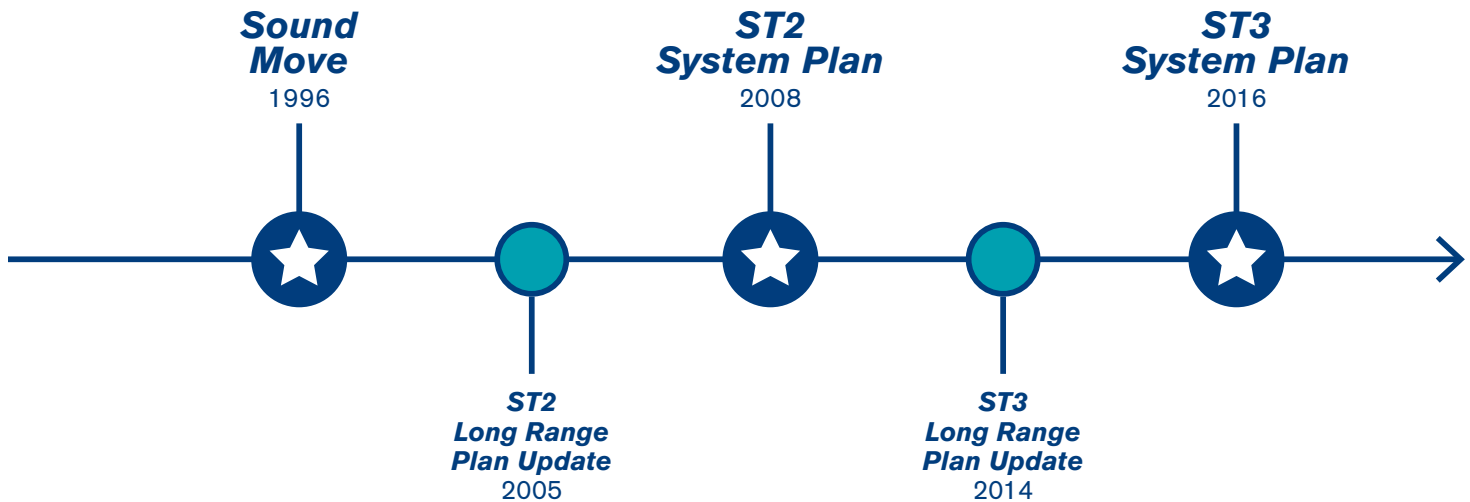 Sound
Move
1996
ST2
Long Range
Plan Update
2005
ST2
System Plan
2008
ST3
Long Range
Plan Update
2014
ST3
System Plan
2016